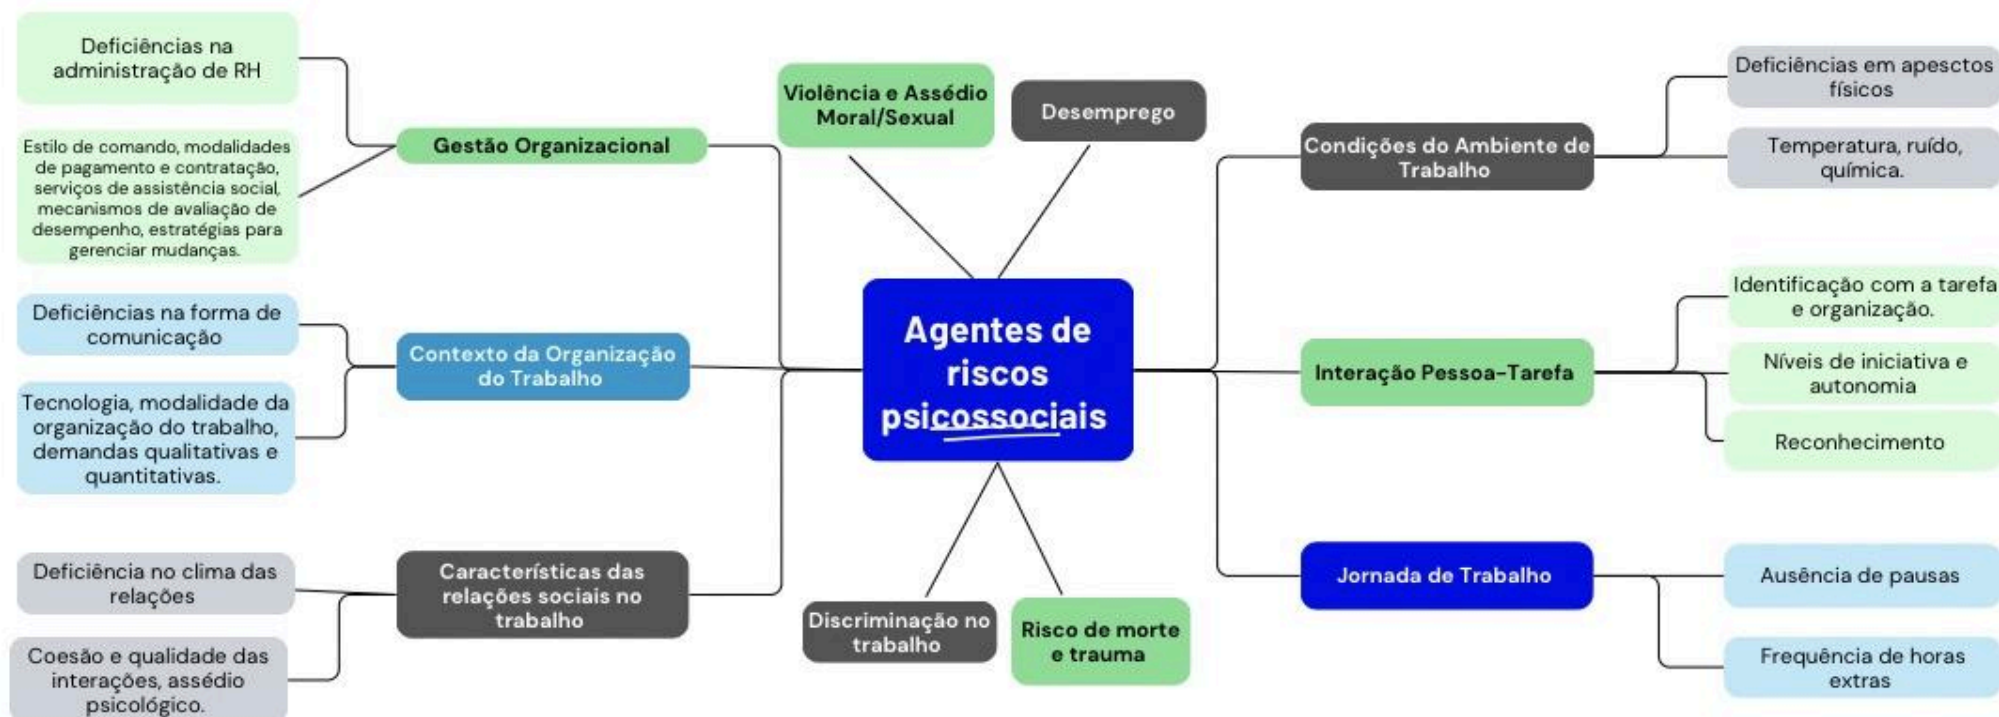 Deficiências na
administração de RH
Estilo de comando, modalidades
de pagamento e contratação,
serviços de assistência social,
mecanismos de avaliação de
desempenho, estratégias para
gerenciar mudanças.
Gestão Organizacional
Deficiências na forma de
comunicação
Tecnologia, modalidade da
organização do trabalho,
demandas qualitativas e
quantitativas.
Contexto da Organização
do Trabalho
Deficiência no clima das
relações
Coesão e qualidade das
interações, assédio
psicológico.
Características das
relações sociais no
trabalho
Violência e Assédio
Moral/Sexual
Desemprego
Agentes de
riscos
psicossociais
Discriminação no
trabalho
Risco de morte
e trauma
Condições do Ambiente de
Trabalho
Deficiências em apesctos
físicos
Temperatura, ruído,
química.
Interação Pessoa-Tarefa
Identificação com a tarefa
e organização.
Níveis de iniciativa e
autonomia
Reconhecimento
Jornada de Trabalho
Ausência de pausas
Frequência de horas
extras